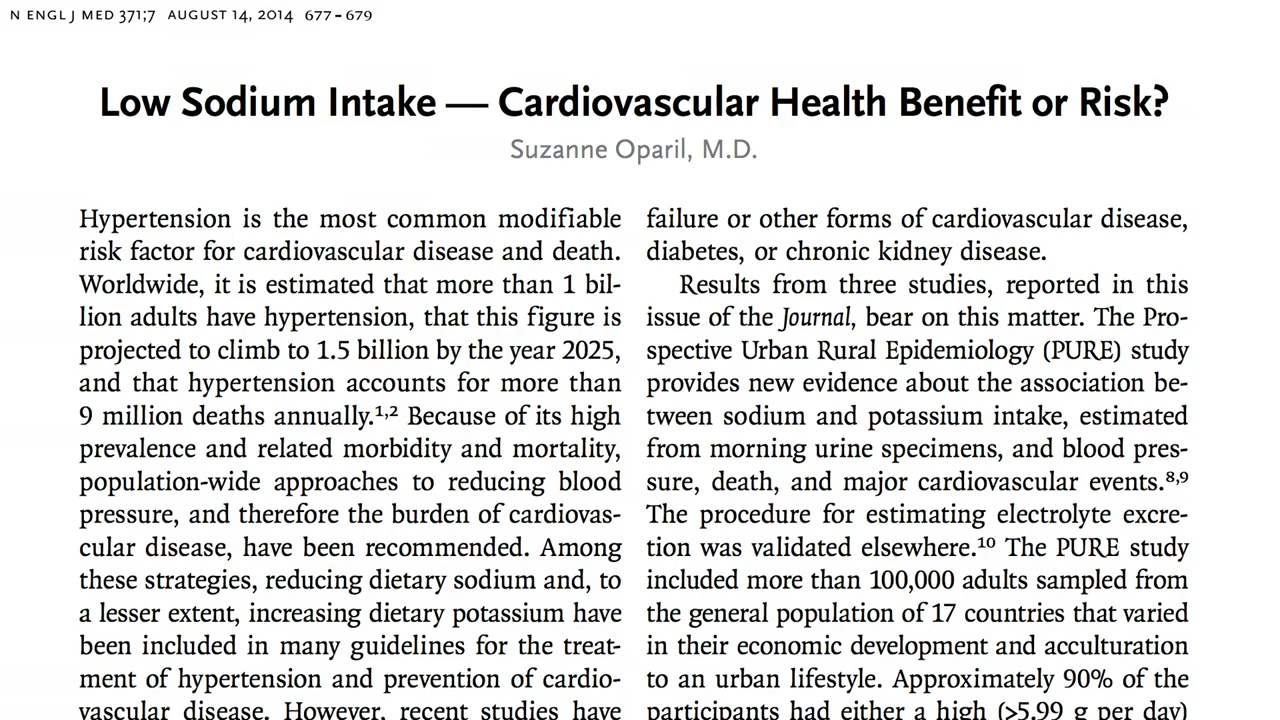 N ENGL J MED 371;7 AUGUST 14, 2014 677-679
Low Sodium Intake — Cardiovascular Health Benefit or Risk?
Suzanne Oparil, M.D.
Hypertension is the most common modifiable
risk factor for cardiovascular disease and death.
Worldwide, it is estimated that more than 1 bil-
lion adults have hypertension, that this figure is
projected to climb to 1.5 billion by the year 2025,
and that hypertension accounts for more than
9 million deaths annually.¹,² Because of its high
prevalence and related morbidity and mortality,
population-wide approaches to reducing blood
pressure, and therefore the burden of cardiovas-
cular disease, have been recommended. Among
these strategies, reducing dietary sodium and, to
a lesser extent, increasing dietary potassium have
been included in many guidelines for the treat-
ment of hypertension and prevention of cardio-
vascular disease. However, recent studies have
failure or other forms of cardiovascular disease,
diabetes, or chronic kidney disease.
Results from three studies, reported in this
issue of the Journal, bear on this matter. The Pro-
spective Urban Rural Epidemiology (PURE) study
provides new evidence about the association be-
tween sodium and potassium intake, estimated
from morning urine specimens, and blood pres-
sure, death, and major cardiovascular events.⁸,⁹
The procedure for estimating electrolyte excre-
tion was validated elsewhere.¹⁰ The PURE study
included more than 100,000 adults sampled from
the general population of 17 countries that varied
in their economic development and acculturation
to an urban lifestyle. Approximately 90% of the
participants had either a high (>5.99 g per day)